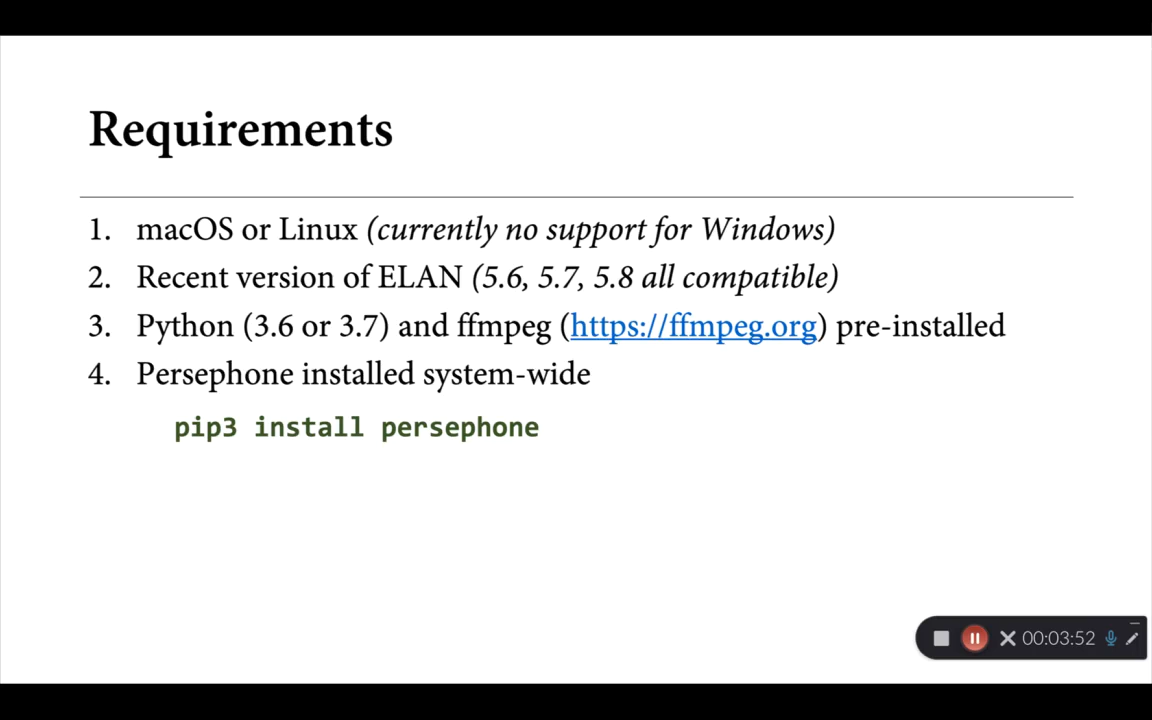 Requirements
1. macOS or Linux (currently no support for Windows)
2. Recent version of ELAN (5.6, 5.7, 5.8 all compatible)
3. Python (3.6 or 3.7) and ffmpeg (https://ffmpeg.org) pre-installed
4. Persephone installed system-wide
pip3 install persephone
00:03:52